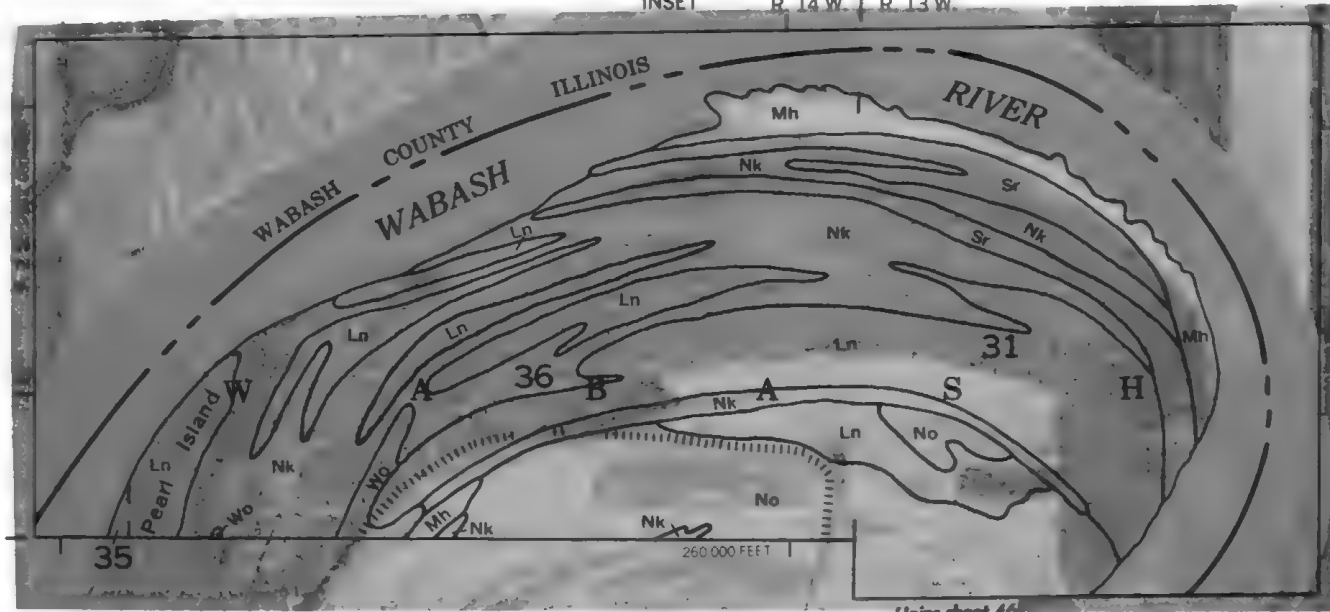 INSET
R. 14 W. R. 13 W.
WABASH COUNTY ILLINOIS
WABASH RIVER
Mh
Nk
Sr
Ln
Nk
Nk
Sr
Ln
Ln
Ln
Ln
31
Mh
36
W A B A S H
Nk
Pearl Island
Ln
Nk
Wo
Ln
No
Wo
No
Mh
Nk
Nk
260 000 FEET
35